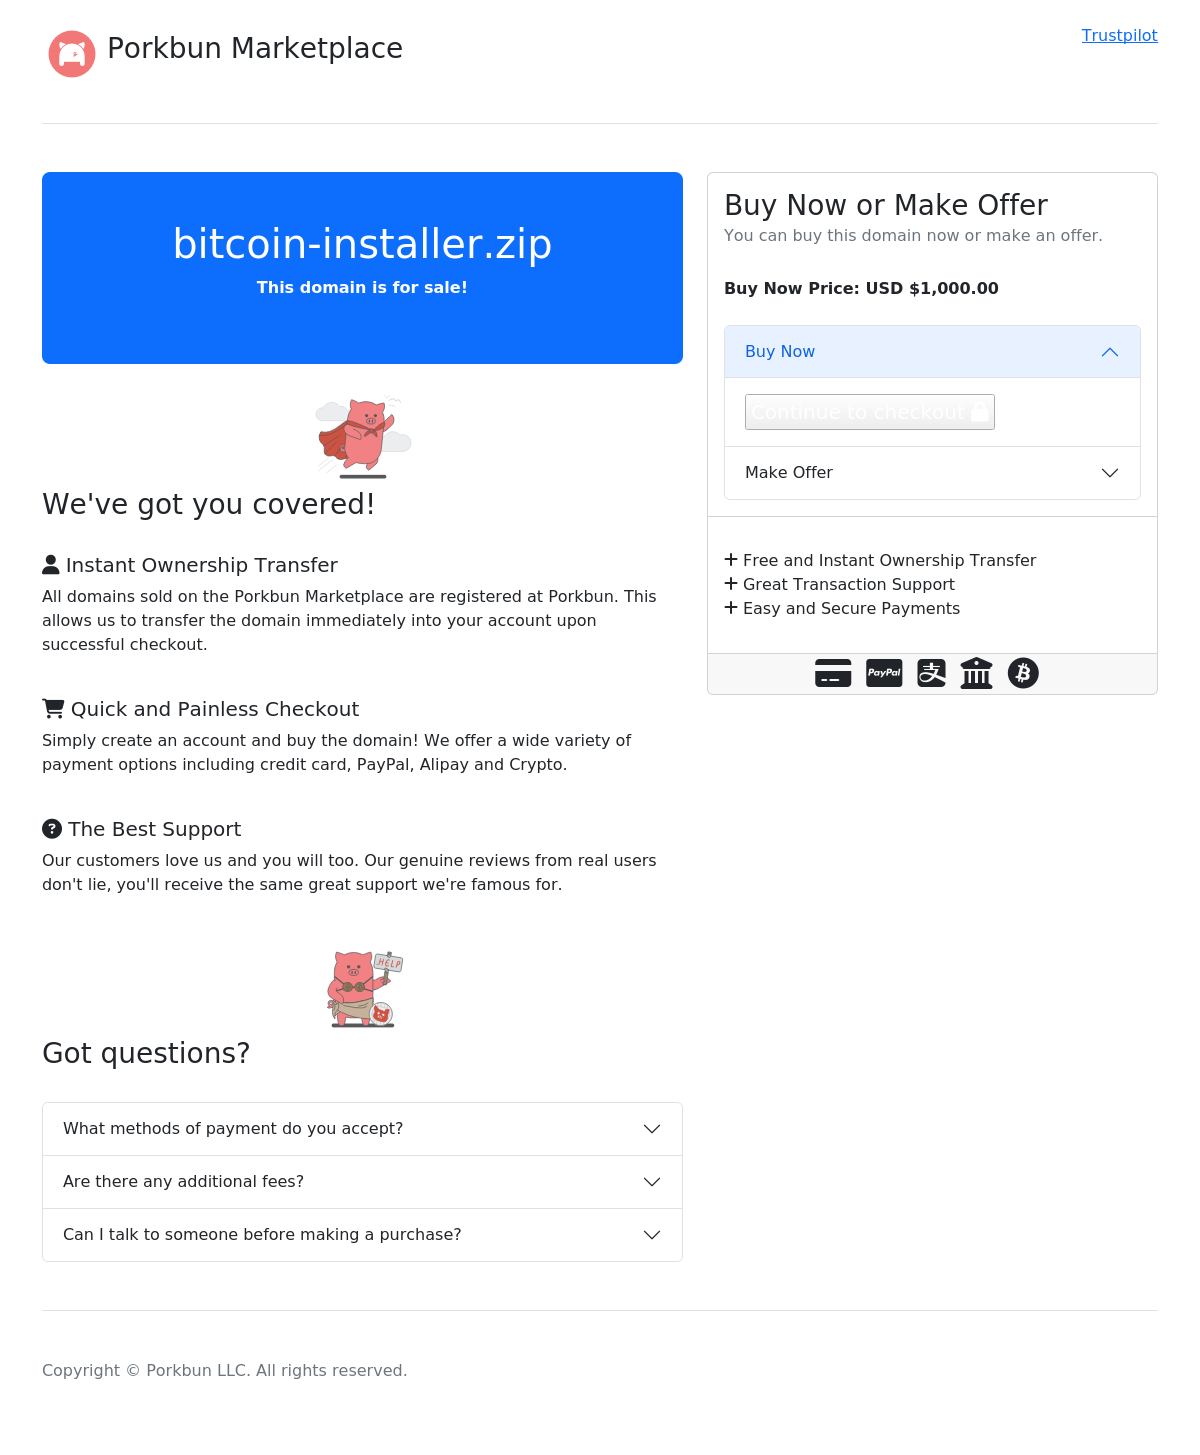 Porkbun Marketplace
Trustpilot
bitcoin-installer.zip
This domain is for sale!
We've got you covered!
Instant Ownership Transfer
All domains sold on the Porkbun Marketplace are registered at Porkbun. This
allows us to transfer the domain immediately into your account upon
successful checkout.
Quick and Painless Checkout
Simply create an account and buy the domain! We offer a wide variety of
payment options including credit card, PayPal, Alipay and Crypto.
The Best Support
Our customers love us and you will too. Our genuine reviews from real users
don't lie, you'll receive the same great support we're famous for.
HELP
Got questions?
What methods of payment do you accept?
Are there any additional fees?
Can I talk to someone before making a purchase?
Buy Now or Make Offer
You can buy this domain now or make an offer.
Buy Now Price: USD $1,000.00
Buy Now
Continue to checkout
Make Offer
Free and Instant Ownership Transfer
Great Transaction Support
Easy and Secure Payments
PayPal 支
Copyright © Porkbun LLC. All rights reserved.